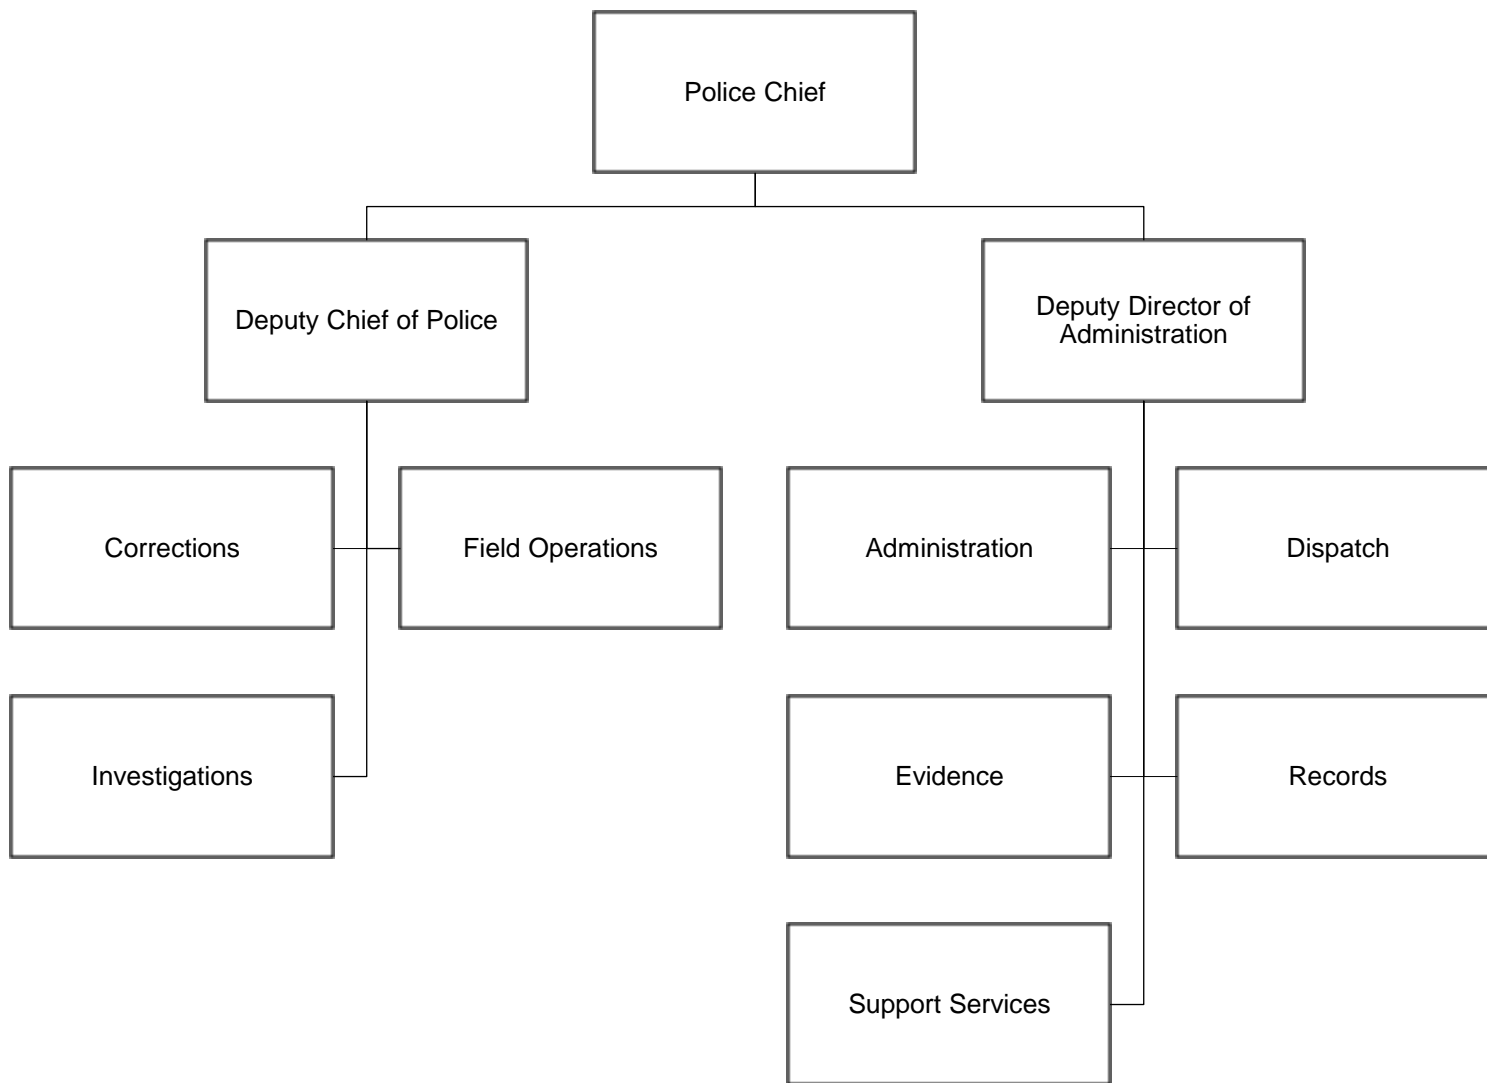 Police Chief
Deputy Chief of Police
Deputy Director of
Administration
Corrections
Field Operations
Administration
Dispatch
Investigations
Evidence
Records
Support Services